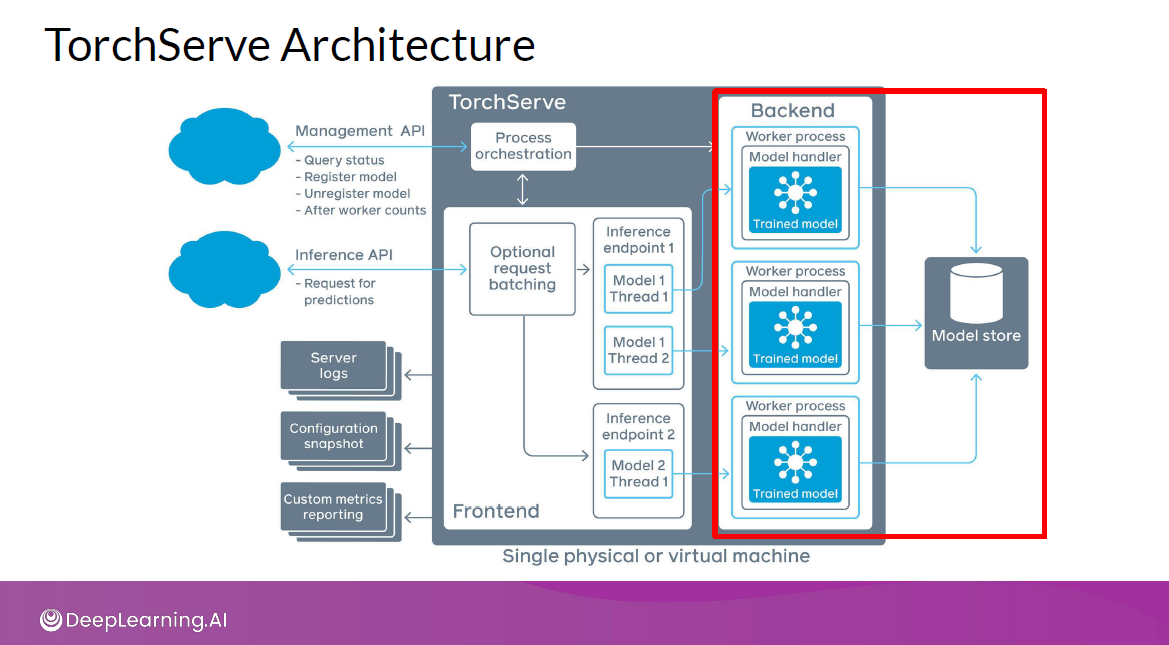 TorchServe Architecture
TorchServe
Management API
- Query status
- Register model
- Unregister model
- After worker counts
Process
orchestration
Inference API
- Request for
predictions
Optional
request
batching
Inference
endpoint 1
Model 1
Thread 1
Model 1
Thread 2
Inference
endpoint 2
Model 2
Thread 1
Frontend
Backend
Worker process
Model handler
Trained model
Worker process
Model handler
Trained model
Worker process
Model handler
Trained model
Model store
Server
logs
Configuration
snapshot
Custom metrics
reporting
Single physical or virtual machine
DeepLearning.AI